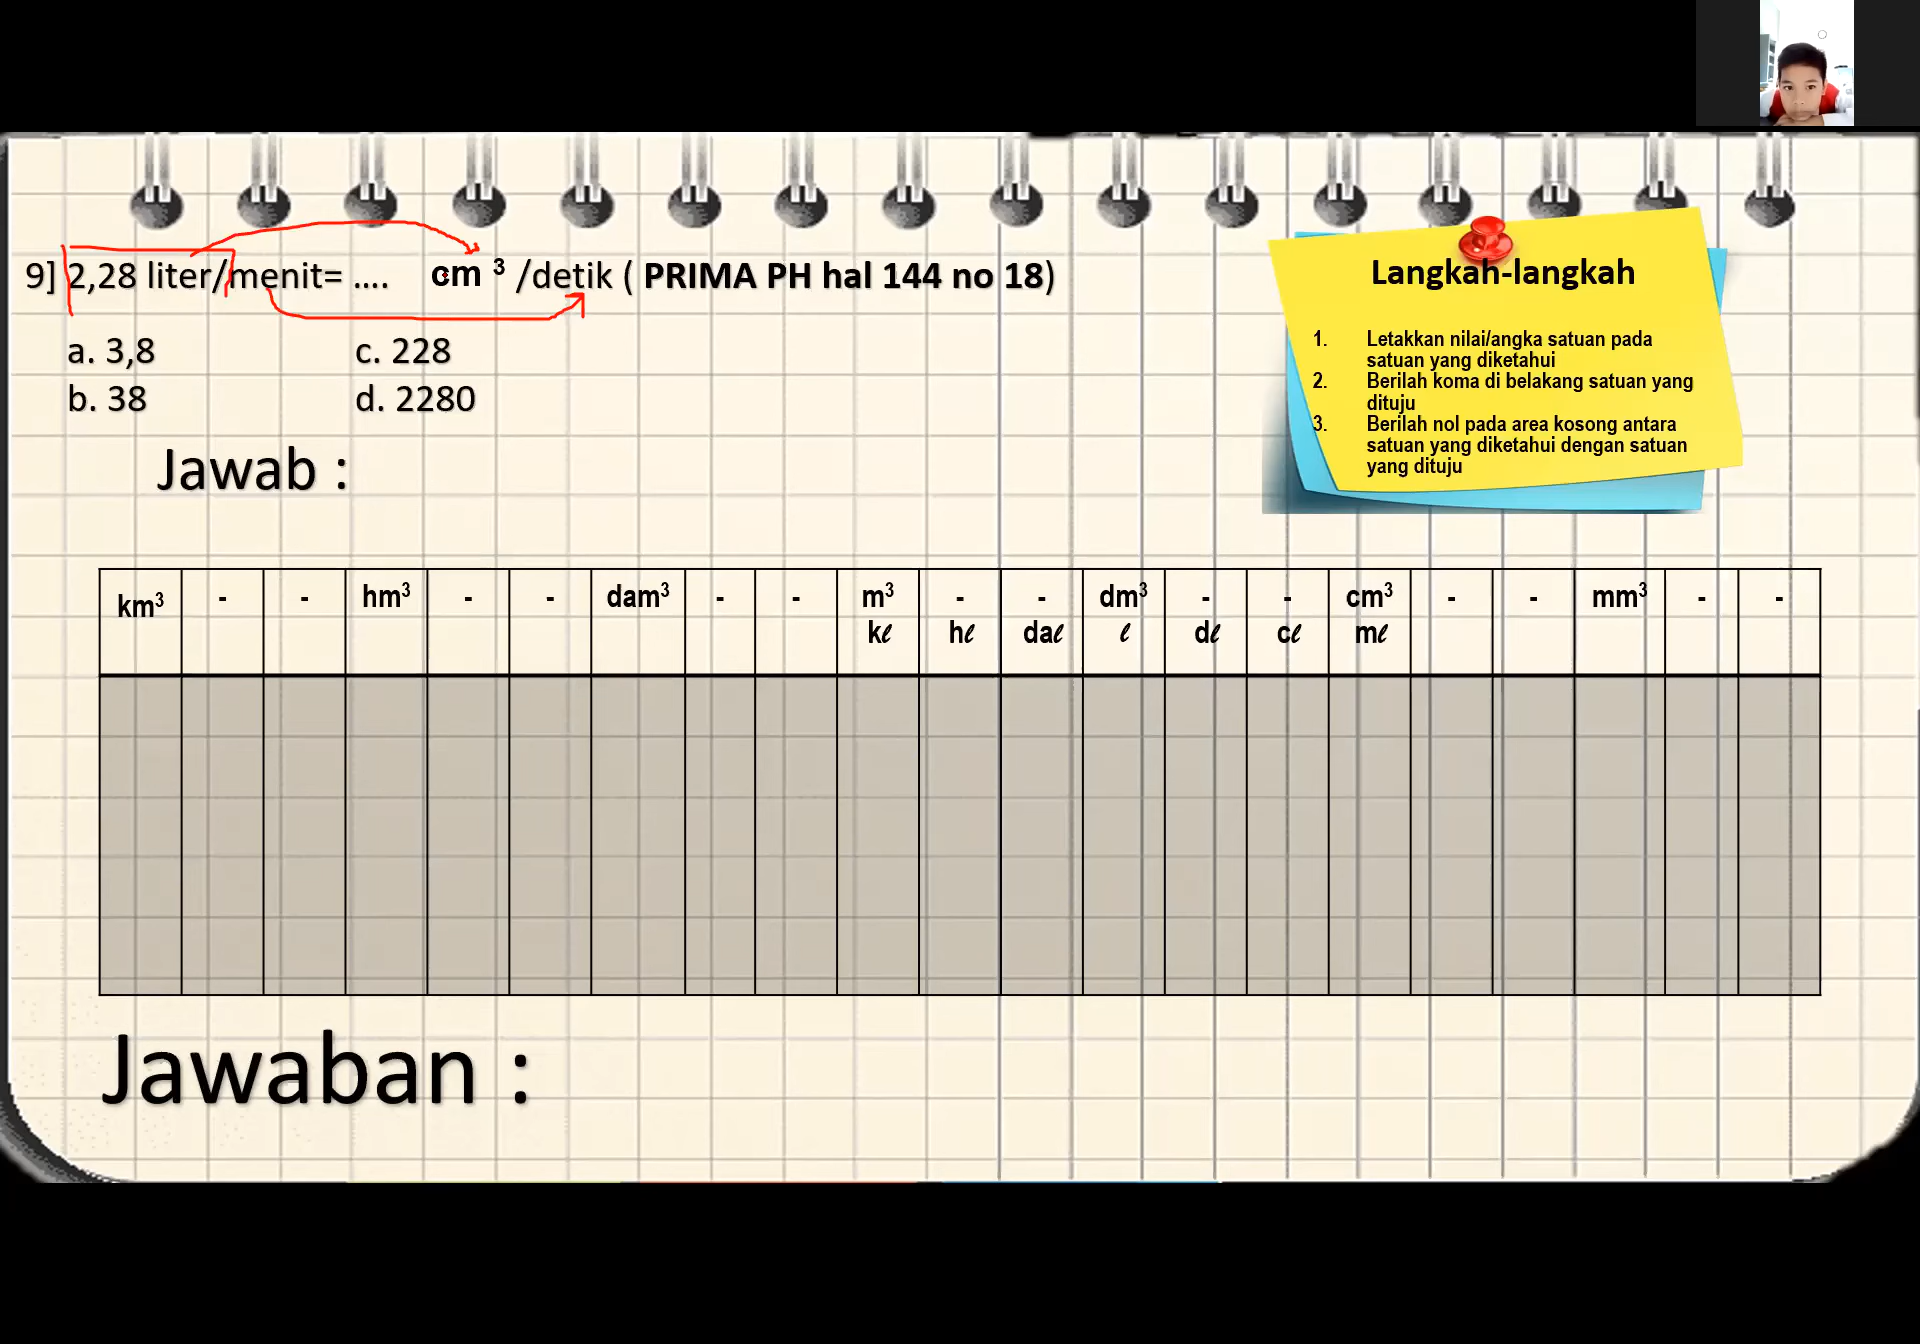 9] 2,28 liter/menit= .... cm ³ /detik ( PRIMA PH hal 144 no 18)
a. 3,8 c. 228
b. 38 d. 2280
Jawab :
Langkah-langkah
1. Letakkan nilai/angka satuan pada
satuan yang diketahui
2. Berilah koma di belakang satuan yang
dituju
3. Berilah nol pada area kosong antara
satuan yang diketahui dengan satuan
yang dituju
km³ - - hm³ - - dam³ - - m³ - - dm³ - - cm³ - - mm³ - -
kℓ hℓ daℓ ℓ dℓ cℓ mℓ
Jawaban :